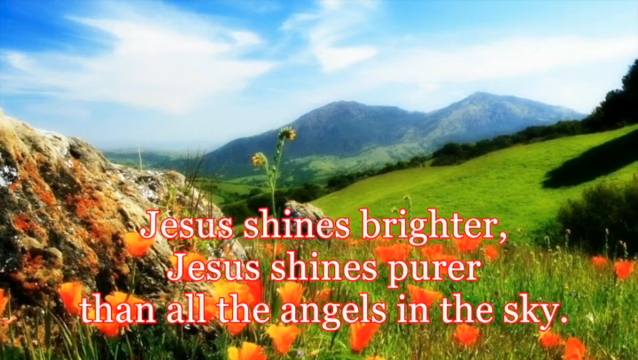 Jesus shines brighter,
Jesus shines purer
than all the angels in the sky.